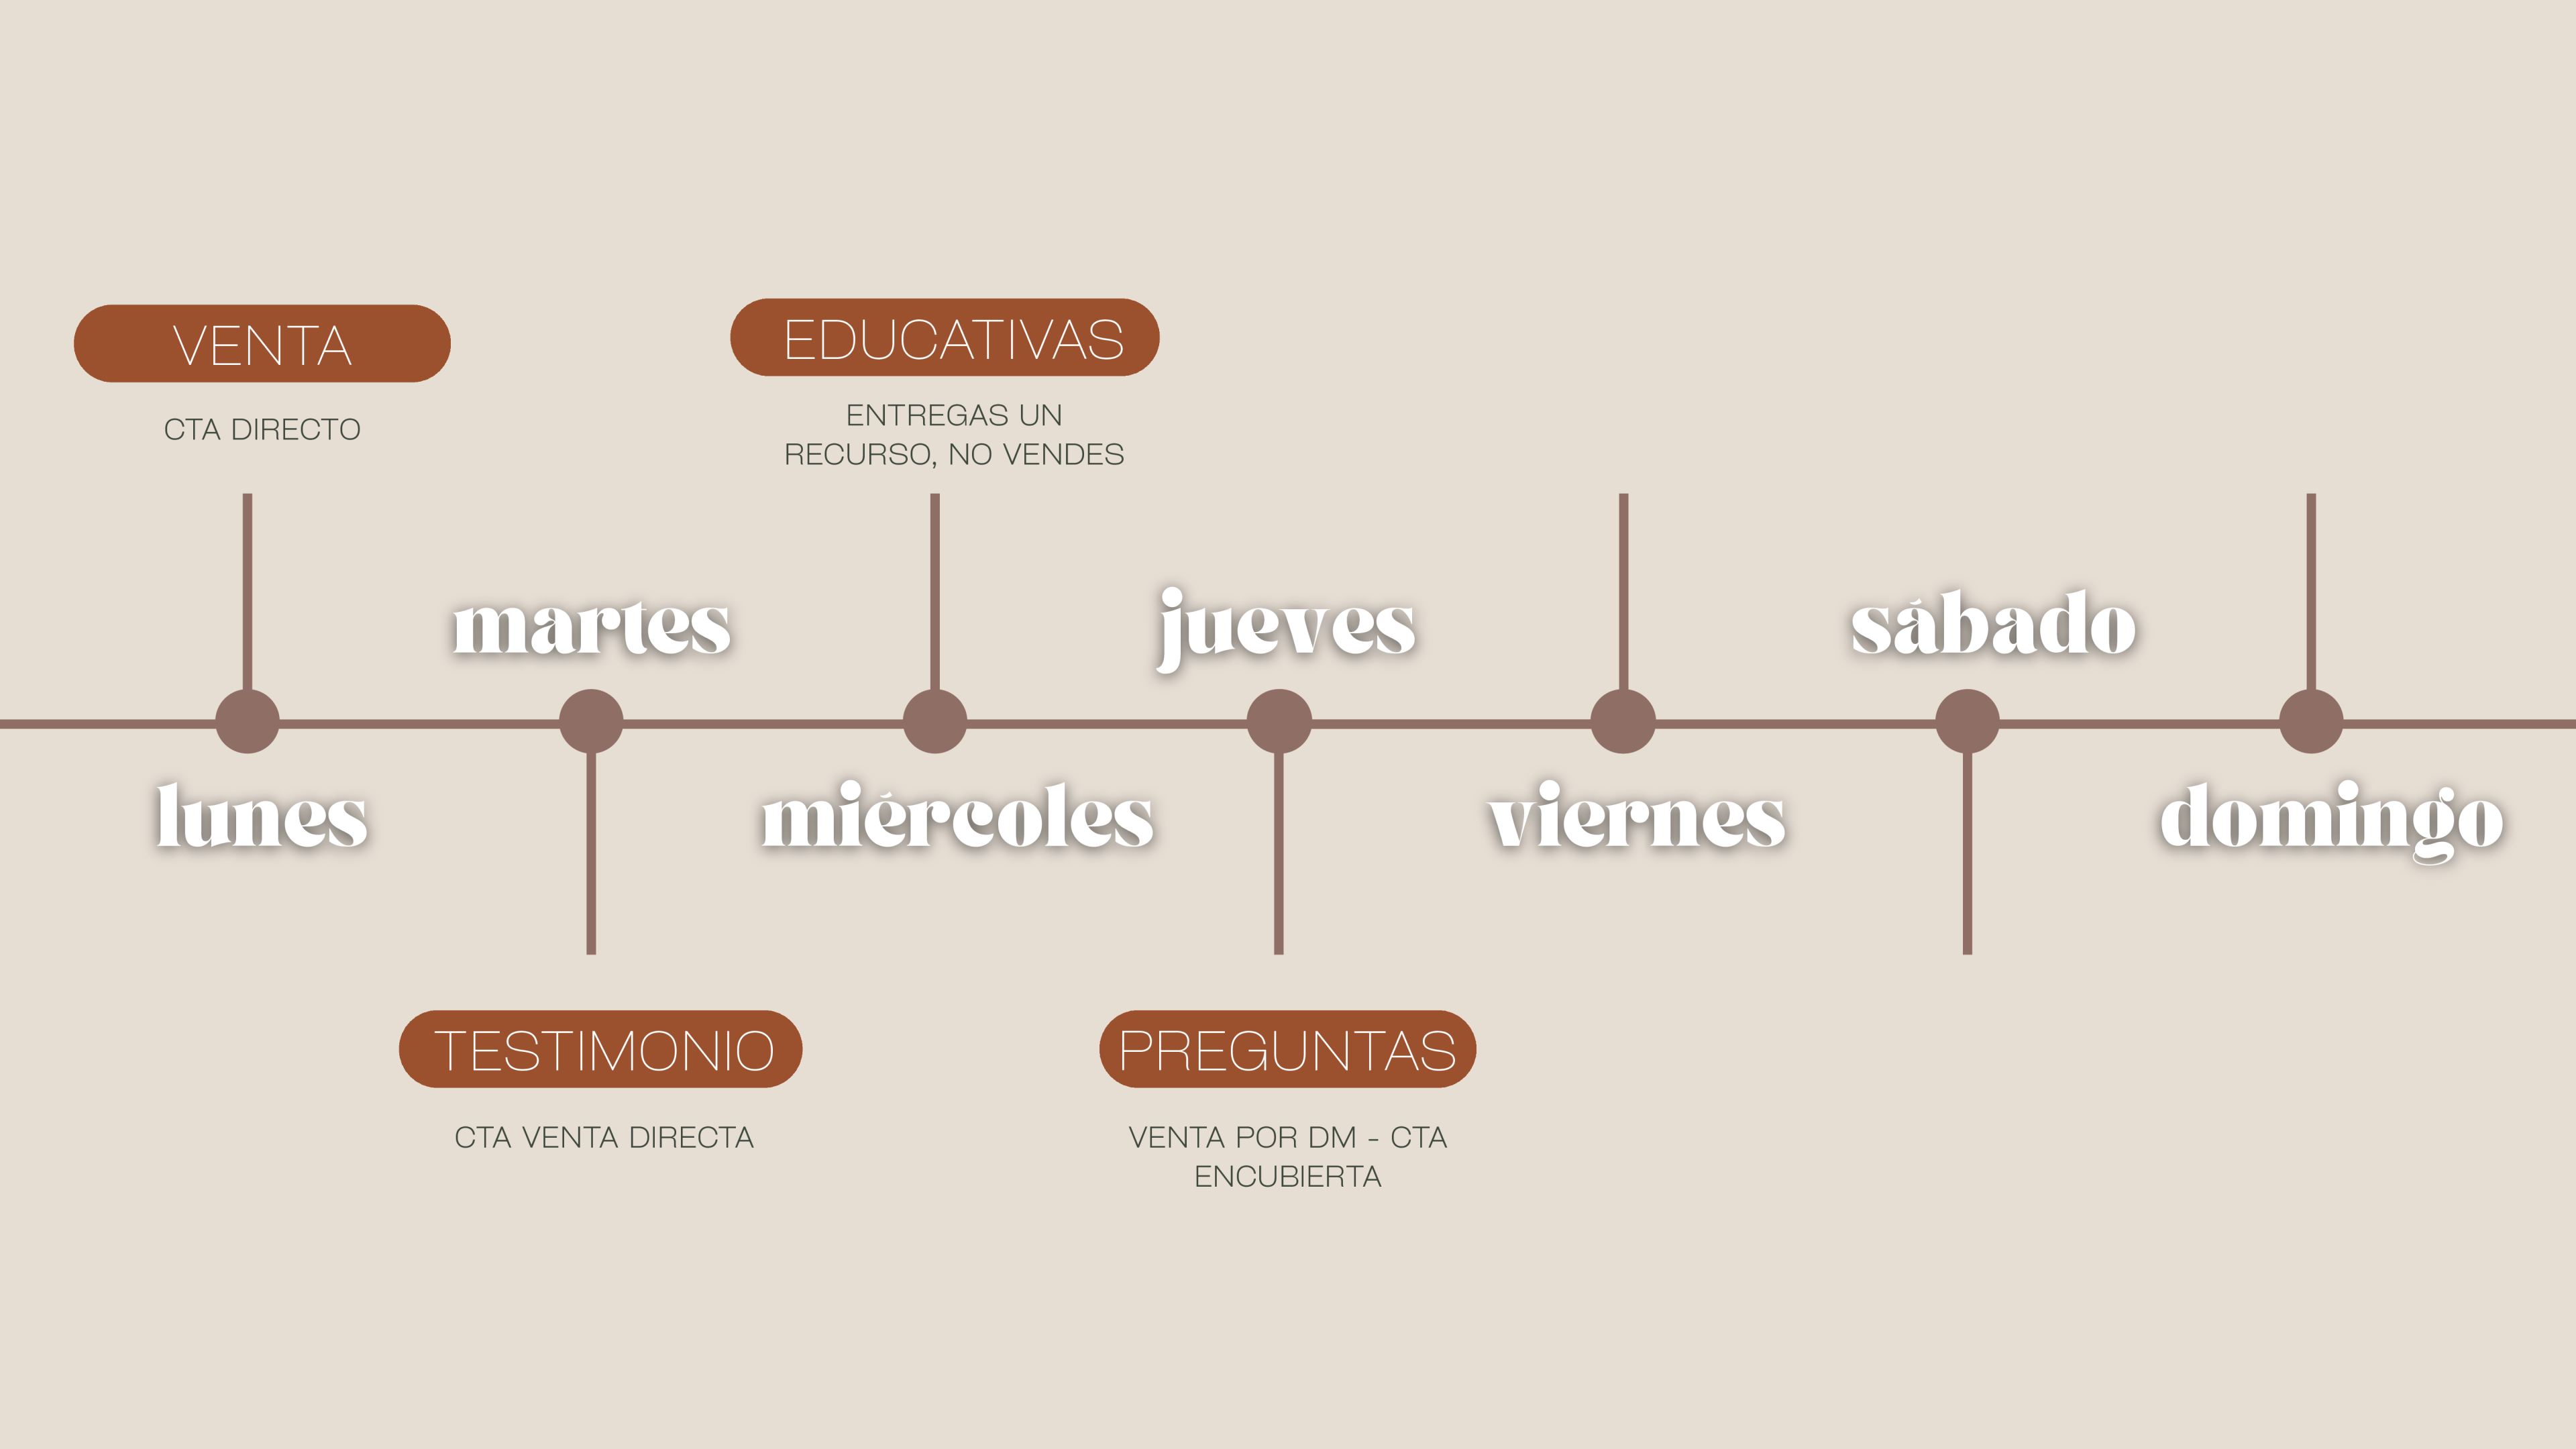 VENTA
CTA DIRECTO
EDUCATIVAS
ENTREGAS UN
RECURSO, NO VENDES
martes
jueves
sábado
lunes
miércoles
viernes
domingo
TESTIMONIO
CTA VENTA DIRECTA
PREGUNTAS
VENTA POR DM - CTA
ENCUBIERTA